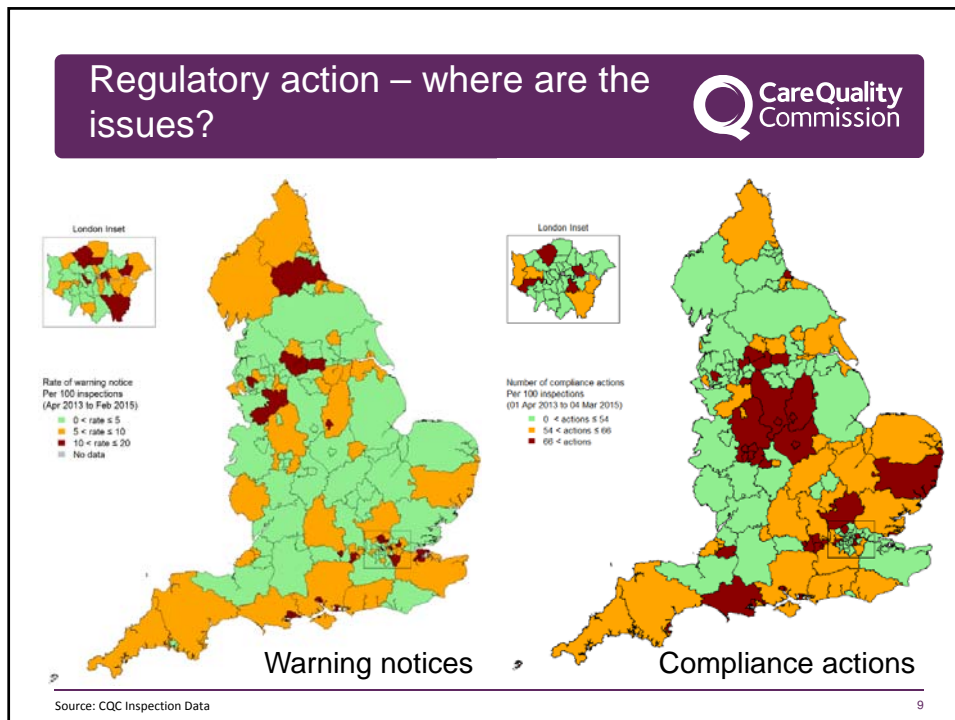 Regulatory action – where are the
issues?
CareQuality
Commission
London Inset
Rate of warning notice
Per 100 inspections
(Apr 2013 to Feb 2015)
0 < rate ≤ 5
5 < rate ≤ 10
10 < rate ≤ 20
No data
Warning notices
London Inset
Number of compliance actions
Per 100 inspections
(01 Apr 2013 to 04 Mar 2015)
0 < actions ≤ 54
54 < actions ≤ 66
66 < actions
Compliance actions
Source: CQC Inspection Data
9